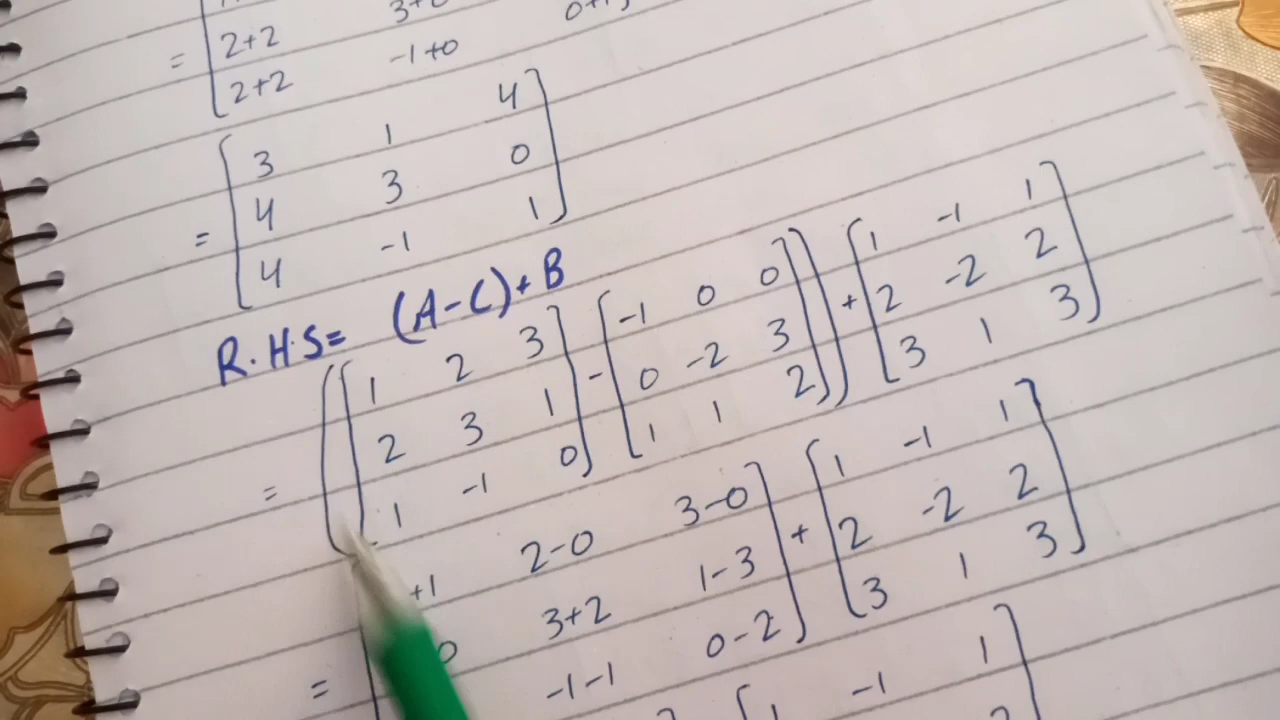 = 2+2 3+0
2+2 -1+0
= 3 1 4
4 3 0
4 -1 1
R.H.S= (A-C)+B
= ([1 2 3] - [-1 0 0]) + [1 -1 1]
[2 3 1] [0 -2 3] [2 -2 2]
[1 -1 0] [1 1 2] [3 1 3]
= [+1 2-0 3-0] + [1 -1 1]
0 3+2 1-3] [2 -2 2]
-1-1 0-2] [3 1 3]
-1 1